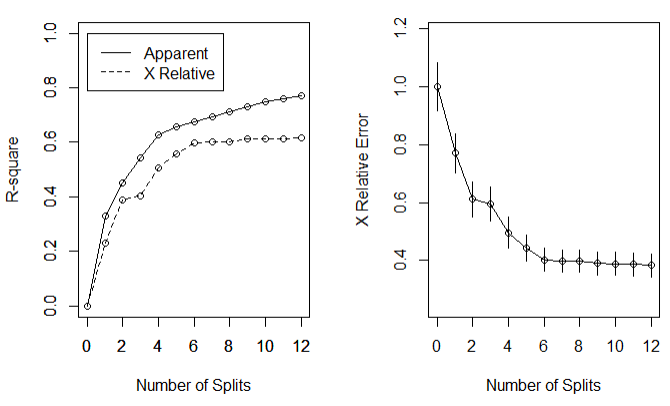 R-square
1.0
0.8
0.6
0.4
0.2
0.0
Apparent
X Relative
0 2 4 6 8 10 12
Number of Splits
X Relative Error
1.2
1.0
0.8
0.6
0.4
0 2 4 6 8 10 12
Number of Splits